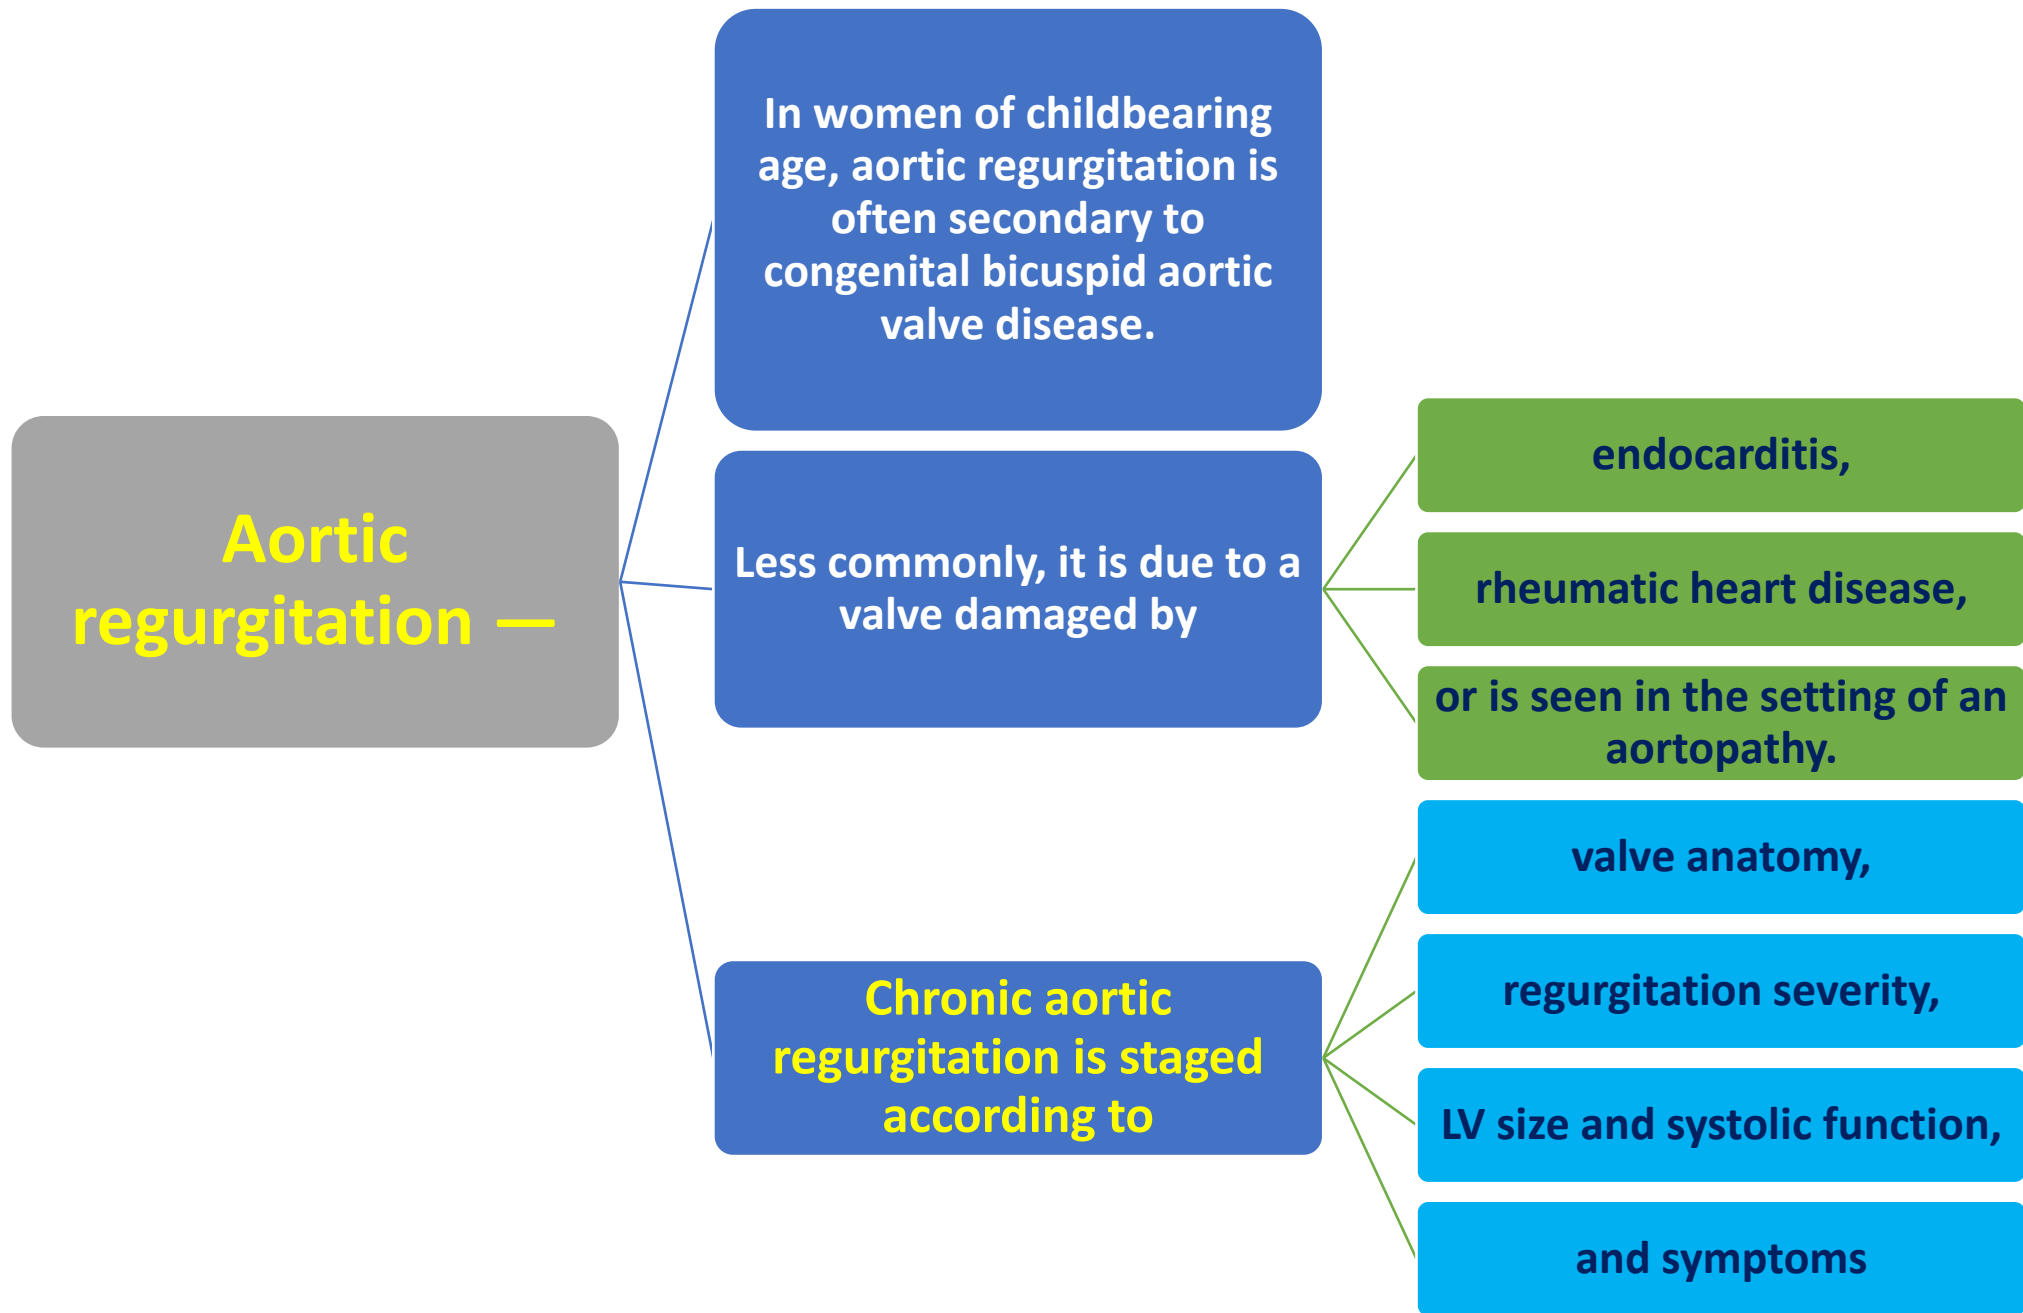 Aortic
regurgitation —
In women of childbearing
age, aortic regurgitation is
often secondary to
congenital bicuspid aortic
valve disease.
Less commonly, it is due to a
valve damaged by
endocarditis,
rheumatic heart disease,
or is seen in the setting of an
aortopathy.
Chronic aortic
regurgitation is staged
according to
valve anatomy,
regurgitation severity,
LV size and systolic function,
and symptoms